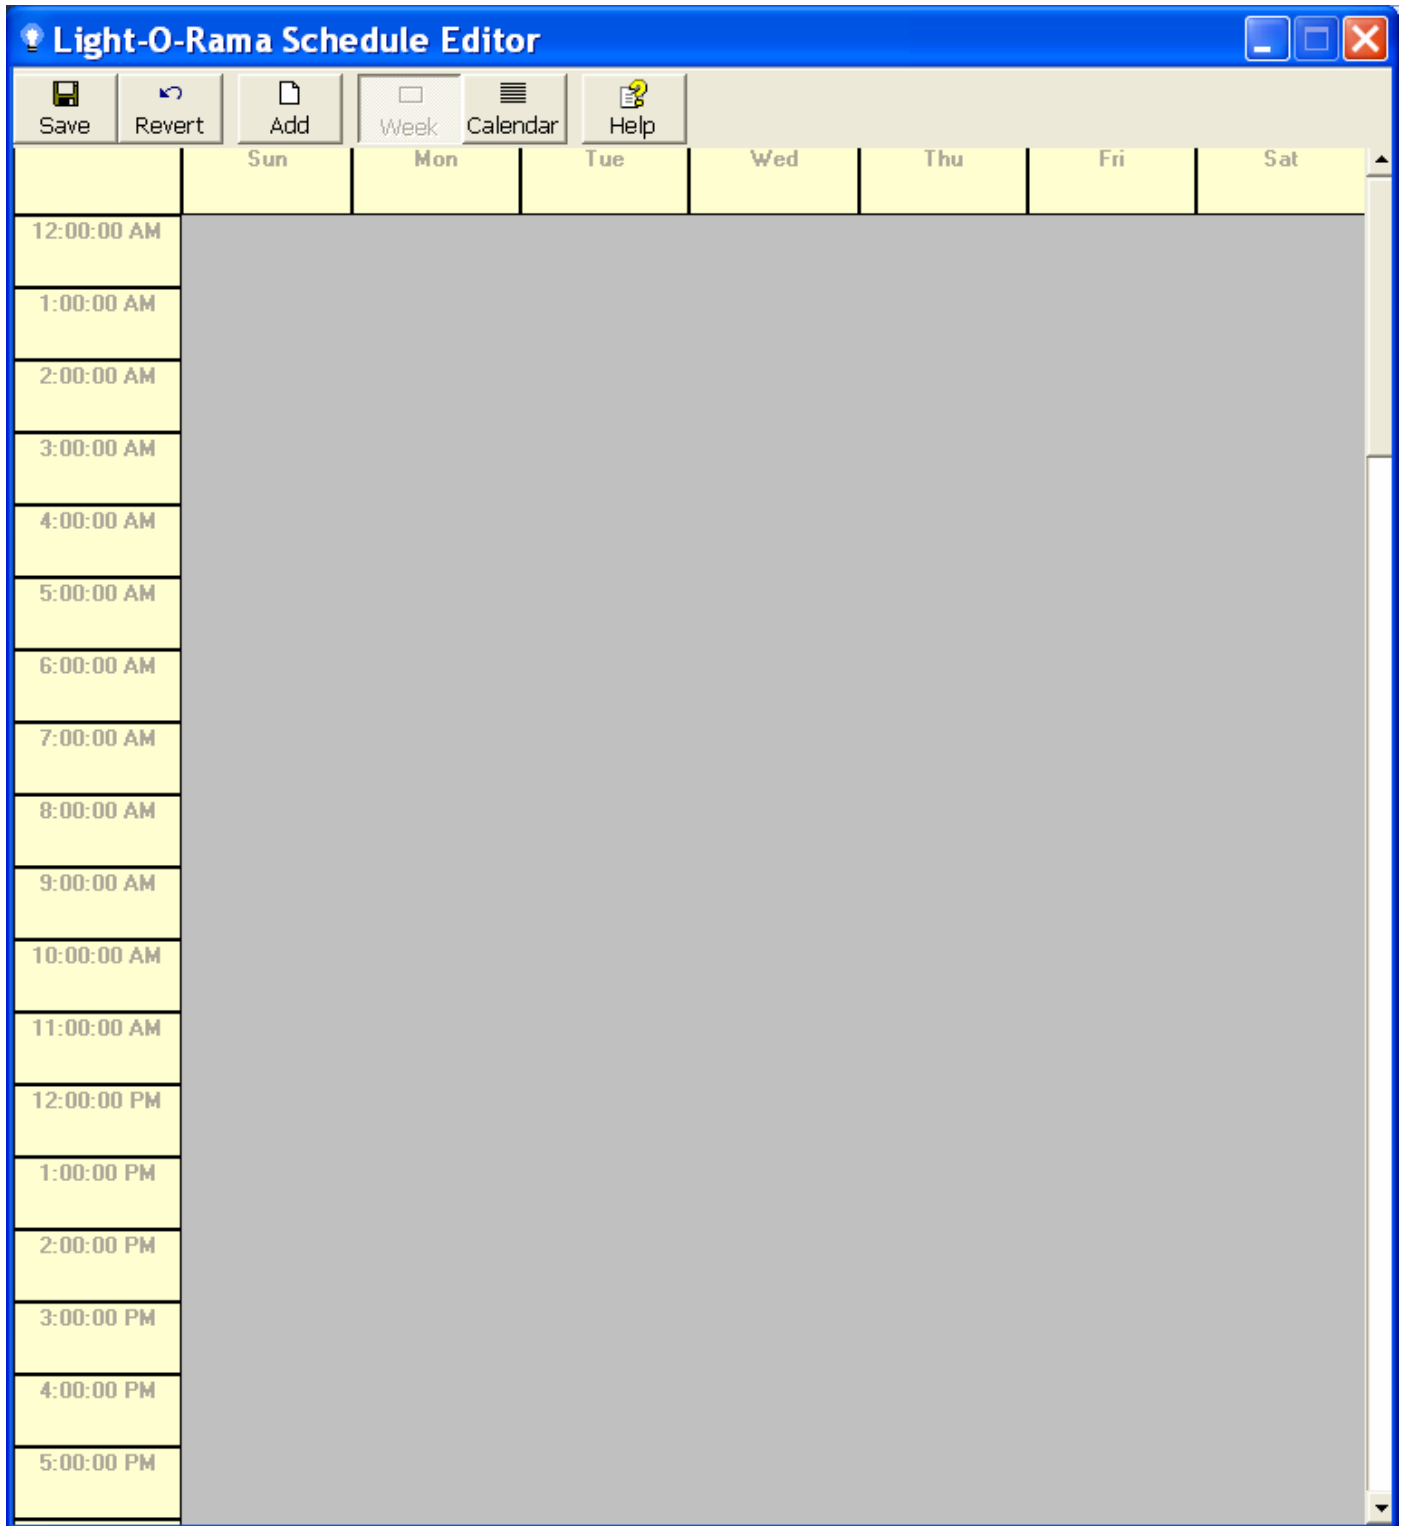 Light-O-Rama Schedule Editor
Save Revert Add Week Calendar Help
Sun Mon Tue Wed Thu Fri Sat
12:00:00 AM
1:00:00 AM
2:00:00 AM
3:00:00 AM
4:00:00 AM
5:00:00 AM
6:00:00 AM
7:00:00 AM
8:00:00 AM
9:00:00 AM
10:00:00 AM
11:00:00 AM
12:00:00 PM
1:00:00 PM
2:00:00 PM
3:00:00 PM
4:00:00 PM
5:00:00 PM